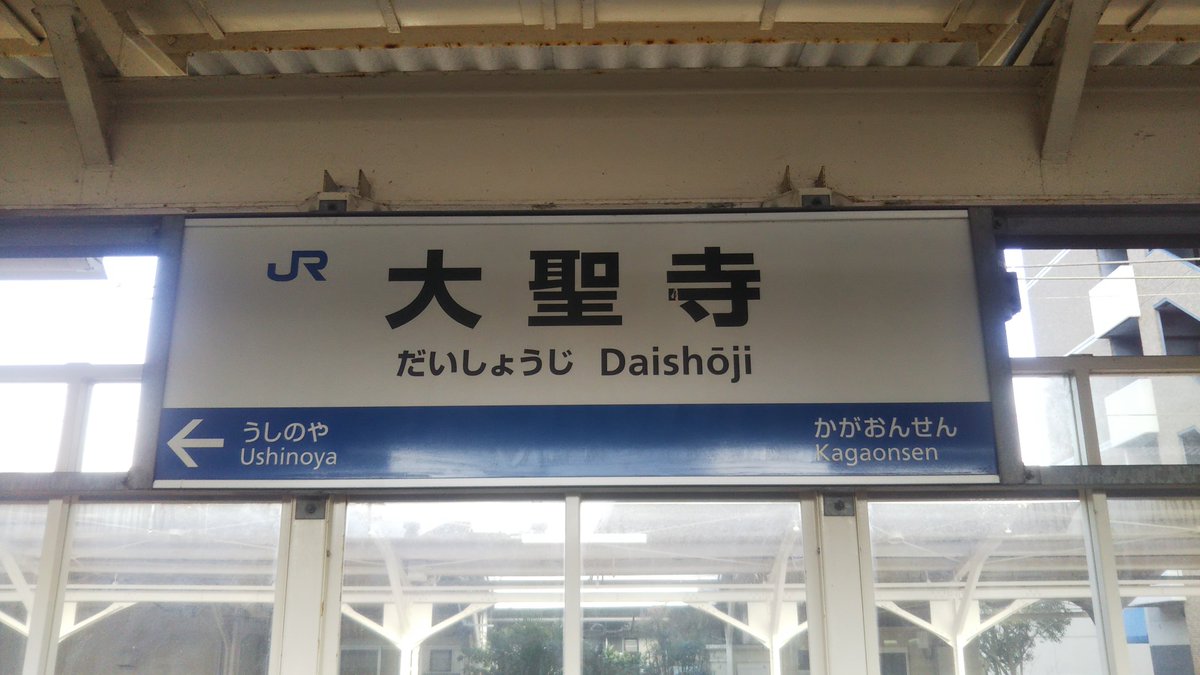 JR 大聖寺
だいしょうじ Daishōji
← うしのや
Ushinoya
かがおんせん
Kagaonsen